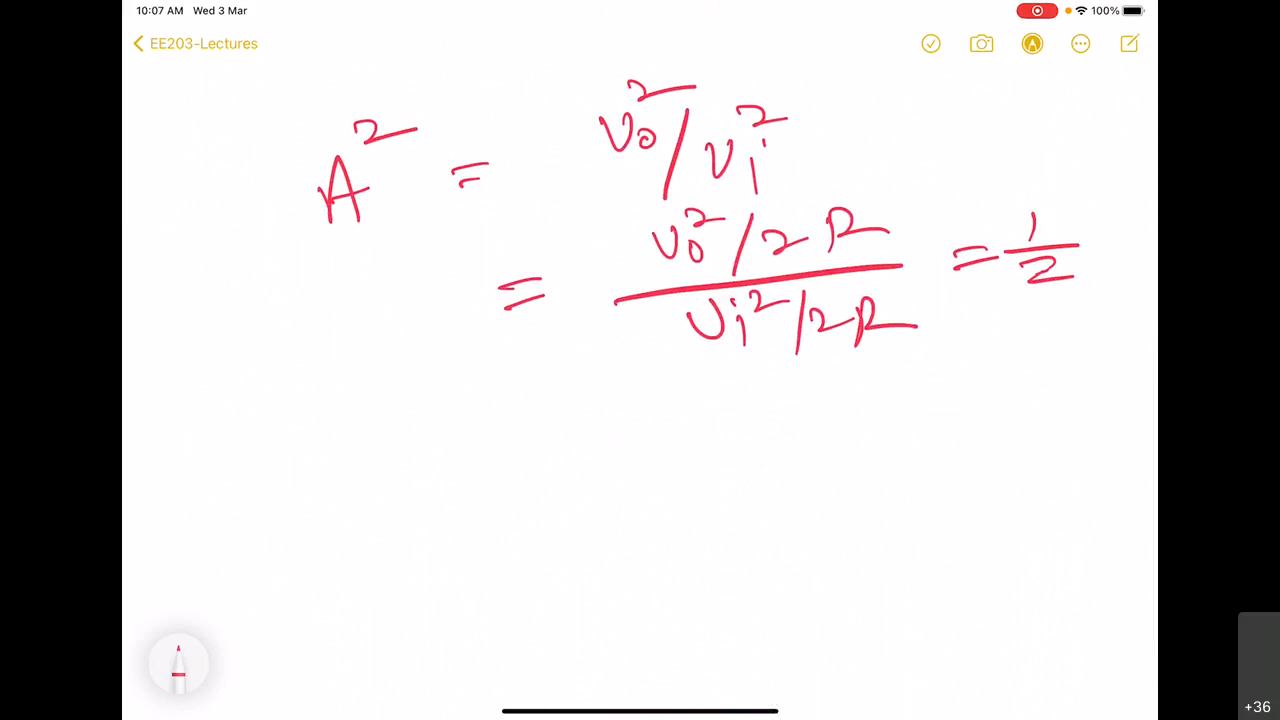 10:07 AM Wed 3 Mar 100%
EE203-Lectures
A² = v₀² / vᵢ²
= v₀² / 2R
vᵢ² / 2R
= 1/2
+36